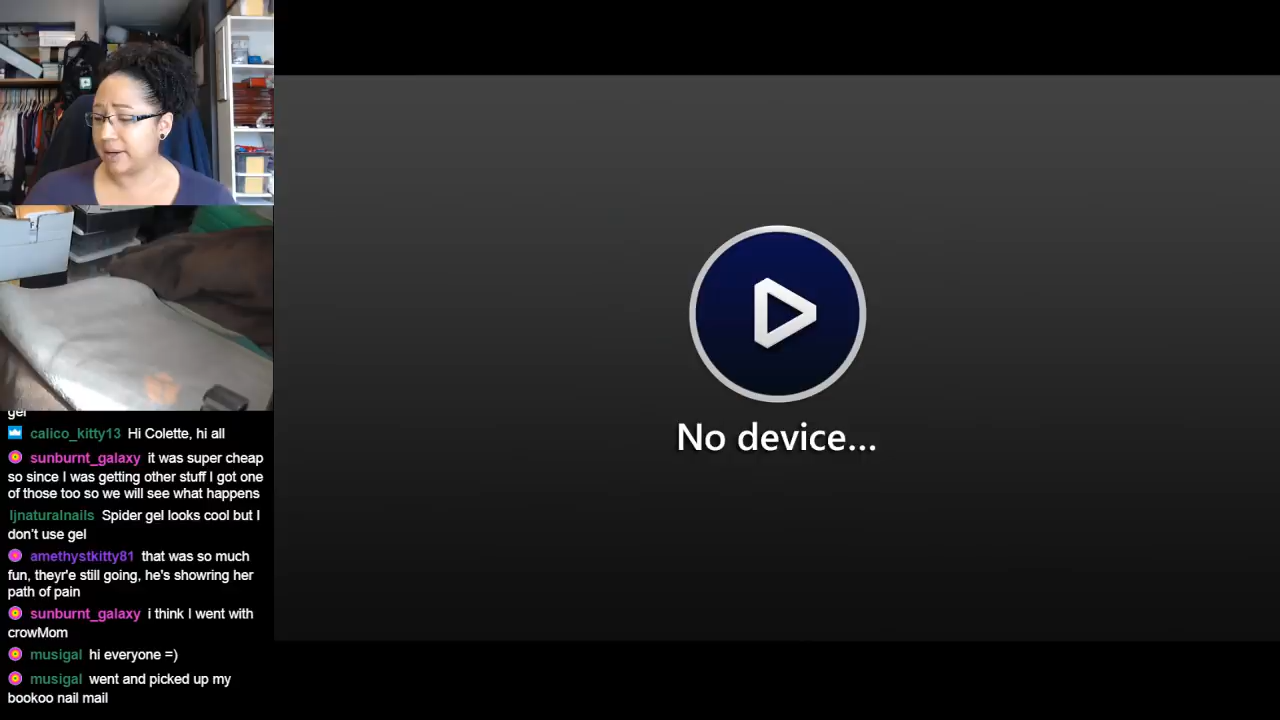 gel
calico_kitty13 Hi Colette, hi all
sunburnt_galaxy it was super cheap
so since I was getting other stuff I got one
of those too so we will see what happens
ljnaturalnails Spider gel looks cool but I
don't use gel
amethystkitty81 that was so much
fun, theyr'e still going, he's showring her
path of pain
sunburnt_galaxy i think I went with
crowMom
musigal hi everyone =)
musigal went and picked up my
bookoo nail mail
No device...